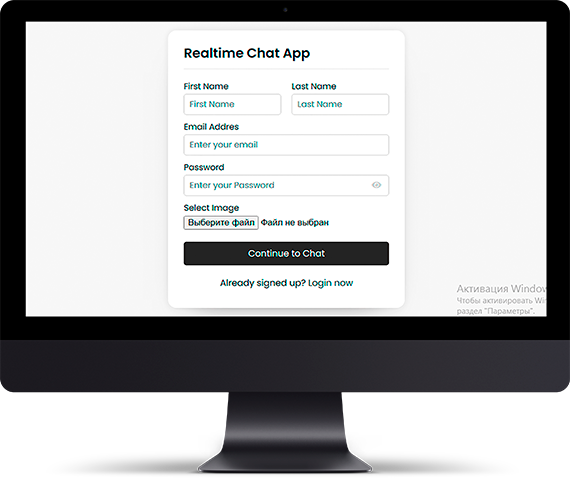 Realtime Chat App
First Name Last Name
First Name Last Name
Email Addres
Enter your email
Password
Enter your Password
Select Image
Выберите файл Файл не выбран
Continue to Chat
Already signed up? Login now
Активация Window
Чтобы активировать Wi
раздел "Параметры".